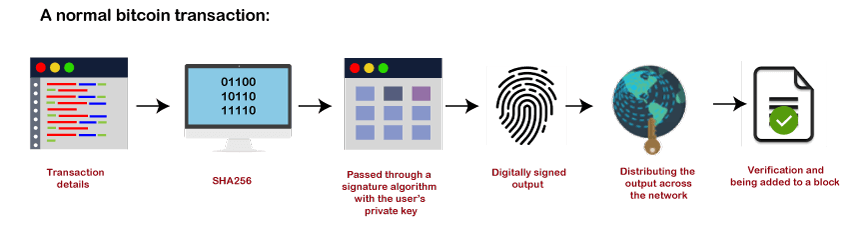 A normal bitcoin transaction:
01100
10110
11110
Transaction
details
SHA256
Passed through a
signature algorithm
with the user's
private key
Digitally signed
output
Distributing the
output across
the network
Verification and
being added to a block